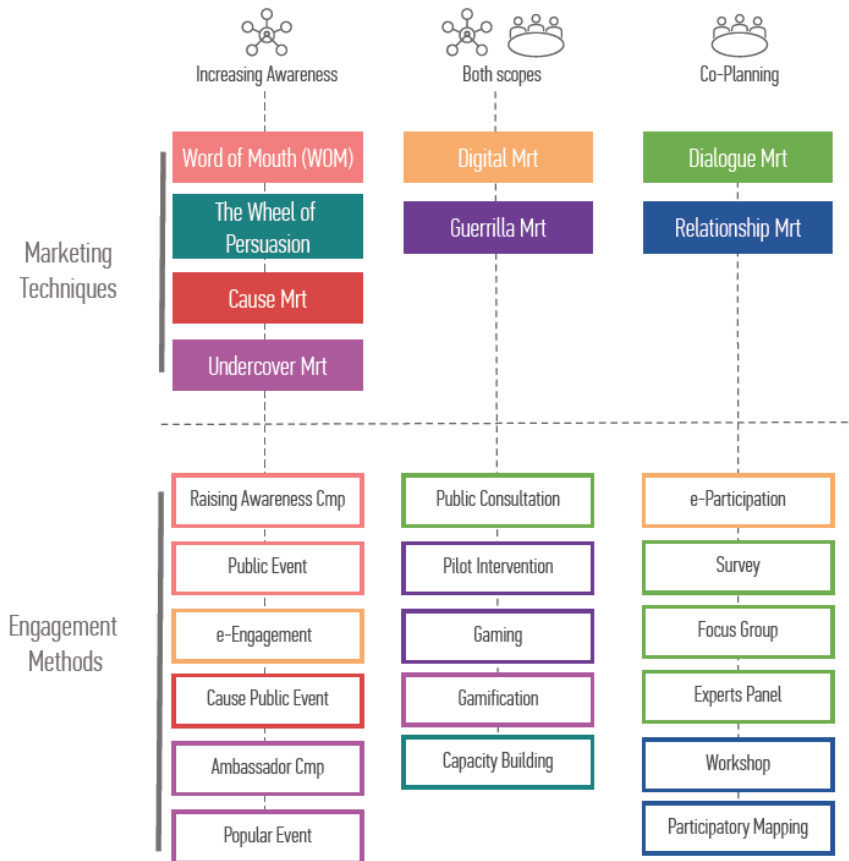 Increasing Awareness
Both scopes
Co-Planning
Marketing
Techniques
Word of Mouth (WOM)
Digital Mrt
Dialogue Mrt
The Wheel of
Persuasion
Guerrilla Mrt
Relationship Mrt
Cause Mrt
Undercover Mrt
Engagement
Methods
Raising Awareness Cmp
Public Consultation
e-Participation
Public Event
Pilot Intervention
Survey
e-Engagement
Gaming
Focus Group
Cause Public Event
Gamification
Experts Panel
Ambassador Cmp
Capacity Building
Workshop
Popular Event
Participatory Mapping